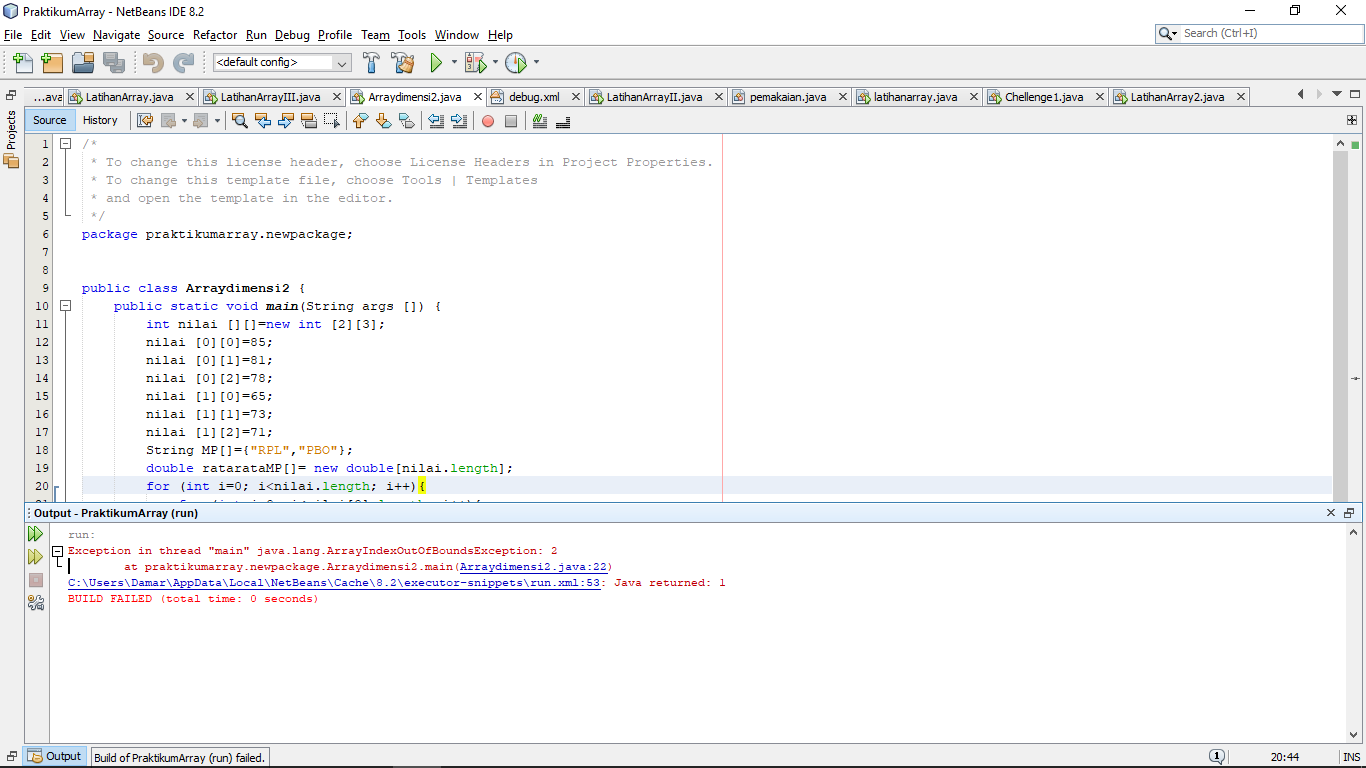 PraktikumArray - NetBeans IDE 8.2
File Edit View Navigate Source Refactor Run Debug Profile Team Tools Window Help
Search (Ctrl+I)
<default config>
...ava LatihanArray.java LatihanArrayIII.java Arraydimensi2.java debug.xml LatihanArrayII.java pemakaian.java latihanarray.java Chellenge1.java LatihanArray2.java
Projects
Source History
1 /*
2 * To change this license header, choose License Headers in Project Properties.
3 * To change this template file, choose Tools | Templates
4 * and open the template in the editor.
5 */
6 package praktikumarray.newpackage;
7
8
9 public class Arraydimensi2 {
10 public static void main(String args []) {
11 int nilai [][]=new int [2][3];
12 nilai [0][0]=85;
13 nilai [0][1]=81;
14 nilai [0][2]=78;
15 nilai [1][0]=65;
16 nilai [1][1]=73;
17 nilai [1][2]=71;
18 String MP[]={"RPL","PBO"};
19 double ratarataMP[]= new double[nilai.length];
20 for (int i=0; i<nilai.length; i++){
Output - PraktikumArray (run)
run:
Exception in thread "main" java.lang.ArrayIndexOutOfBoundsException: 2
at praktikumarray.newpackage.Arraydimensi2.main(Arraydimensi2.java:22)
C:\Users\Damar\AppData\Local\NetBeans\Cache\8.2\executor-snippets\run.xml:53: Java returned: 1
BUILD FAILED (total time: 0 seconds)
Output Build of PraktikumArray (run) failed.
1 20:44 INS